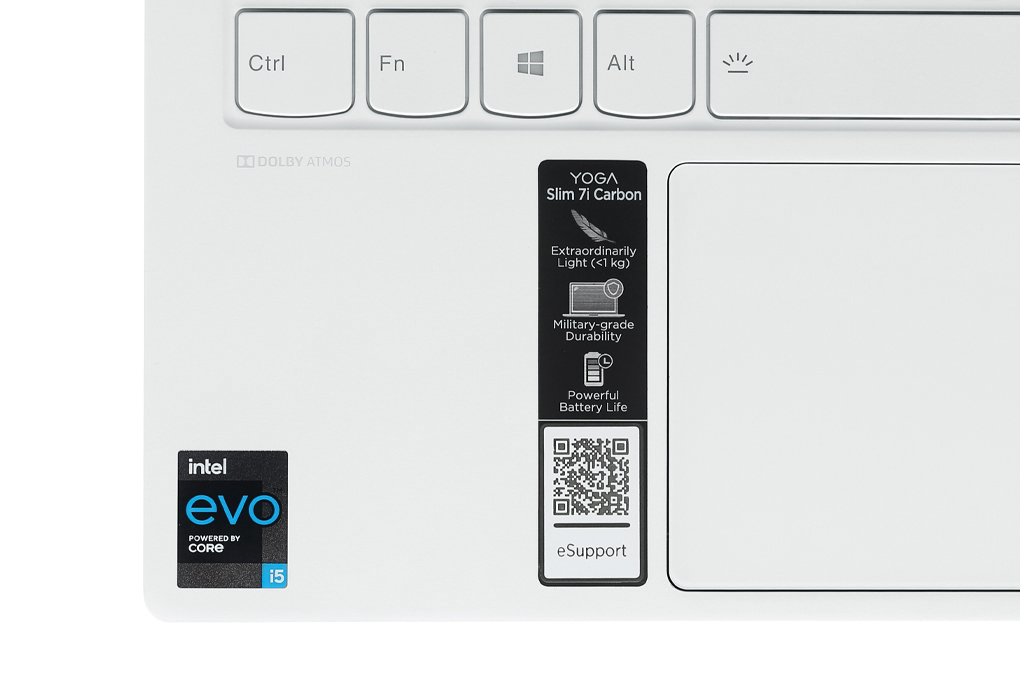 Ctrl
Fn
Alt
DOLBY ATMOS
YOGA
Slim 7i Carbon
Extraordinarily
Light (<1 kg)
Military-grade
Durability
Powerful
Battery Life
eSupport
intel
evo™
POWERED BY
CORE
i5